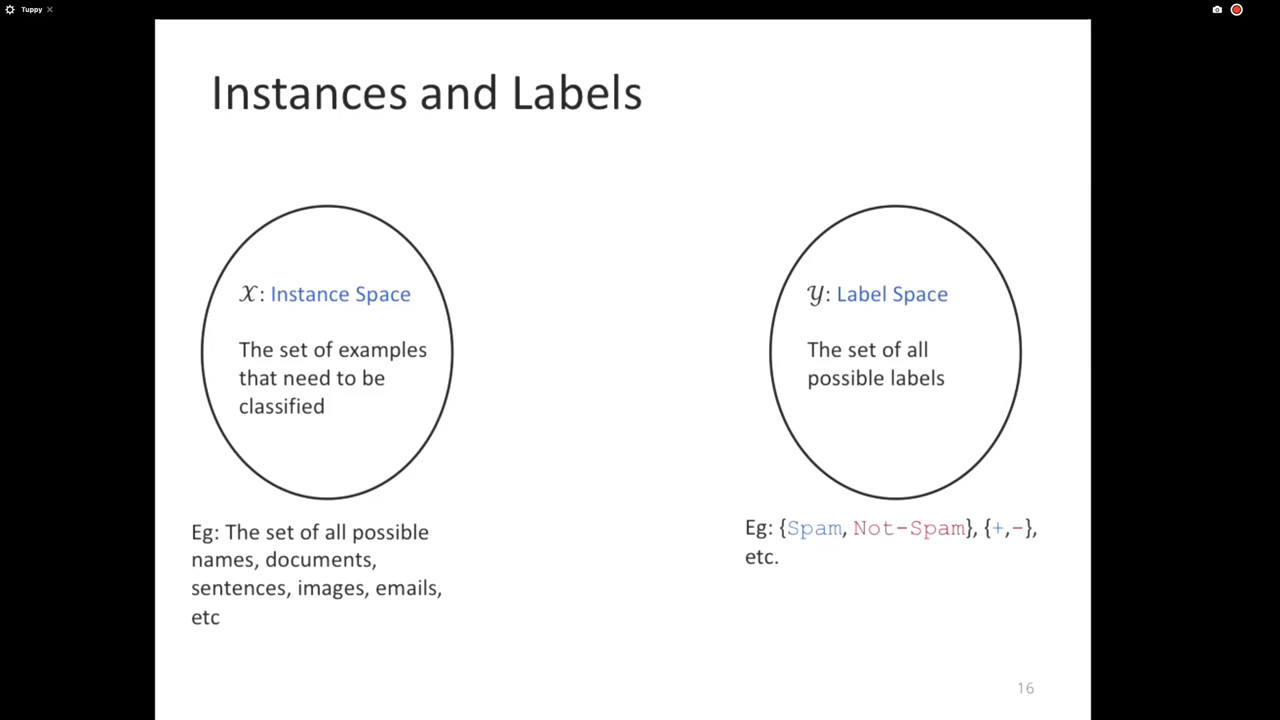 Tuppy
Instances and Labels
𝒳: Instance Space
The set of examples
that need to be
classified
Eg: The set of all possible
names, documents,
sentences, images, emails,
etc
𝒴: Label Space
The set of all
possible labels
Eg: {Spam, Not-Spam}, {+,-},
etc.
16